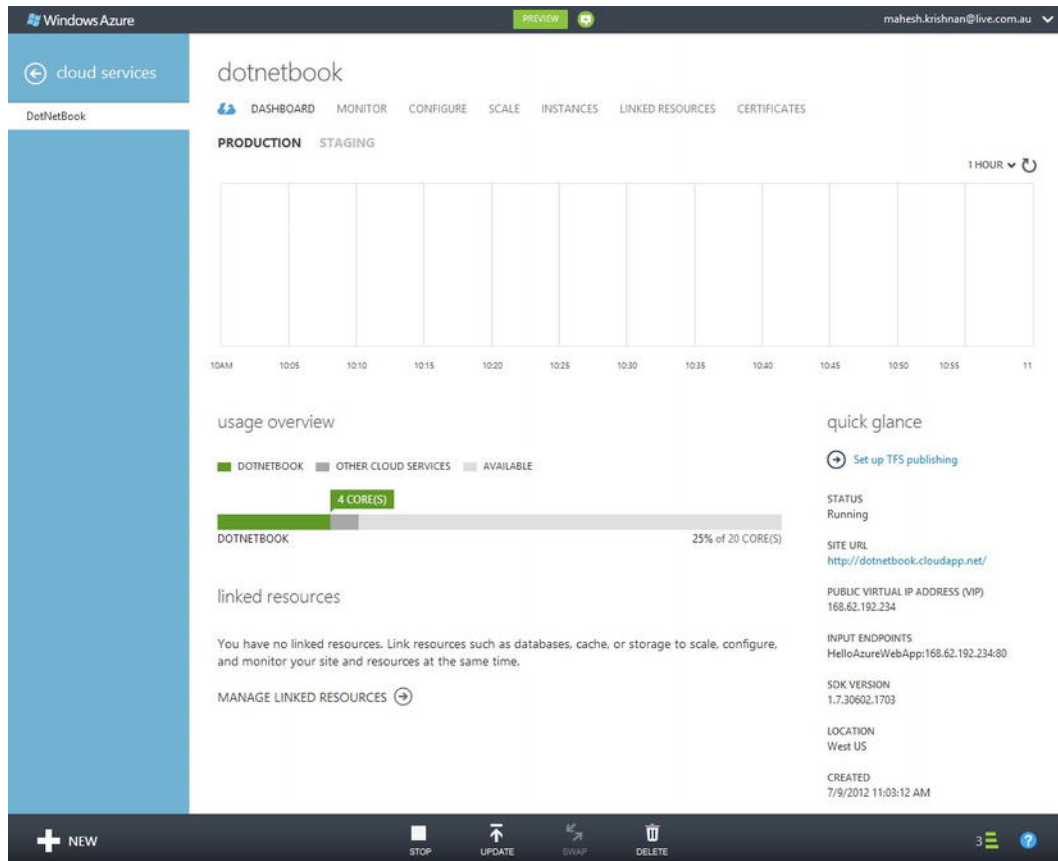 Windows Azure
PREVIEW
mahesh.krishnan@live.com.au
cloud services
DotNetBook
dotnetbook
DASHBOARD MONITOR CONFIGURE SCALE INSTANCES LINKED RESOURCES CERTIFICATES
PRODUCTION STAGING
1 HOUR
10AM 10:05 10:10 10:15 10:20 10:25 10:30 10:35 10:40 10:45 10:50 10:55 11
usage overview
DOTNETBOOK OTHER CLOUD SERVICES AVAILABLE
4 CORE(S)
DOTNETBOOK 25% of 20 CORE(S)
linked resources
You have no linked resources. Link resources such as databases, cache, or storage to scale, configure,
and monitor your site and resources at the same time.
MANAGE LINKED RESOURCES
quick glance
Set up TFS publishing
STATUS
Running
SITE URL
http://dotnetbook.cloudapp.net/
PUBLIC VIRTUAL IP ADDRESS (VIP)
168.62.192.234
INPUT ENDPOINTS
HelloAzureWebApp:168.62.192.234:80
SDK VERSION
1.7.30602.1703
LOCATION
West US
CREATED
7/9/2012 11:03:12 AM
NEW
STOP UPDATE SWAP DELETE
3 ?